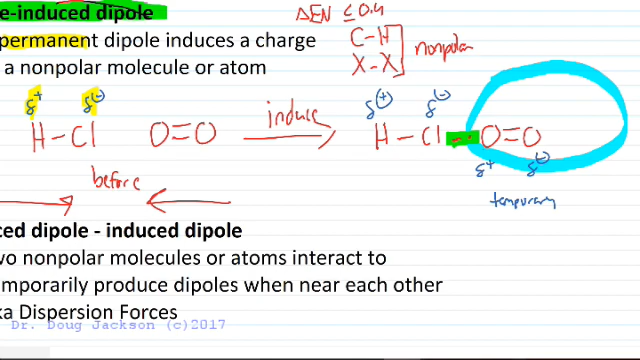 e-induced dipole
ΔEN ≤ 0.4
permanent dipole induces a charge
a nonpolar molecule or atom
C-H
X-X
nonpolar
δ+ δ(-)
H-Cl O=O
induce
δ(+) δ(-)
H-Cl O=O
δ+ δ(-)
before
temporary
ced dipole - induced dipole
wo nonpolar molecules or atoms interact to
mporarily produce dipoles when near each other
ka Dispersion Forces
Dr. Doug Jackson (c)2017